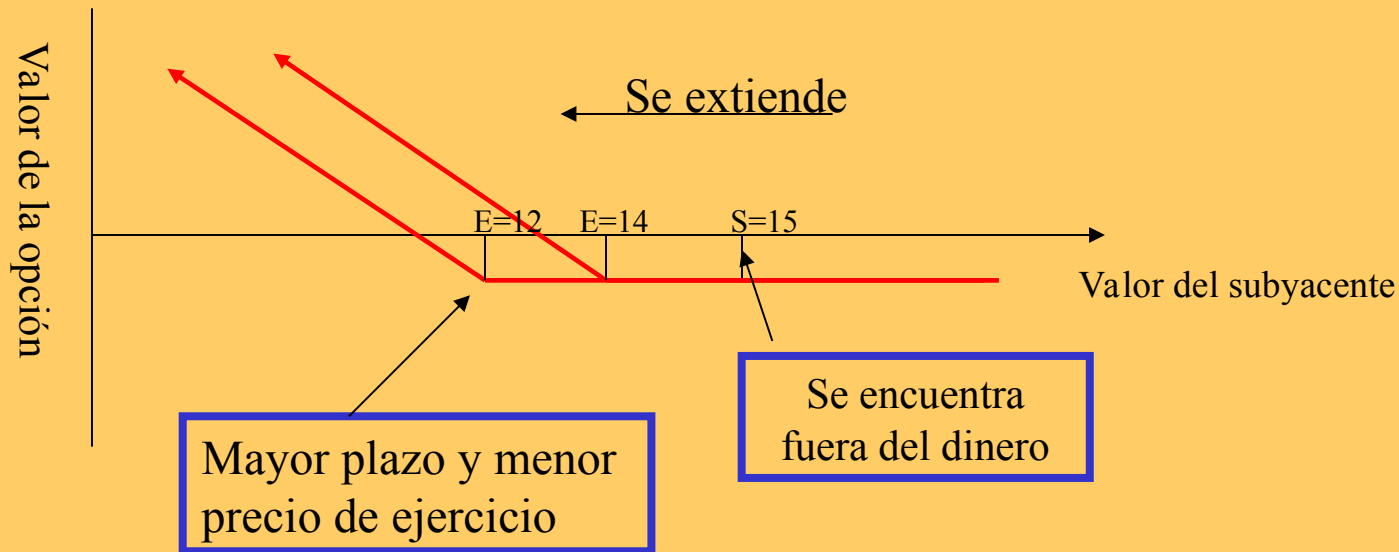 Valor de la opción
Se extiende
E=12
E=14
S=15
Valor del subyacente
Se encuentra
fuera del dinero
Mayor plazo y menor
precio de ejercicio